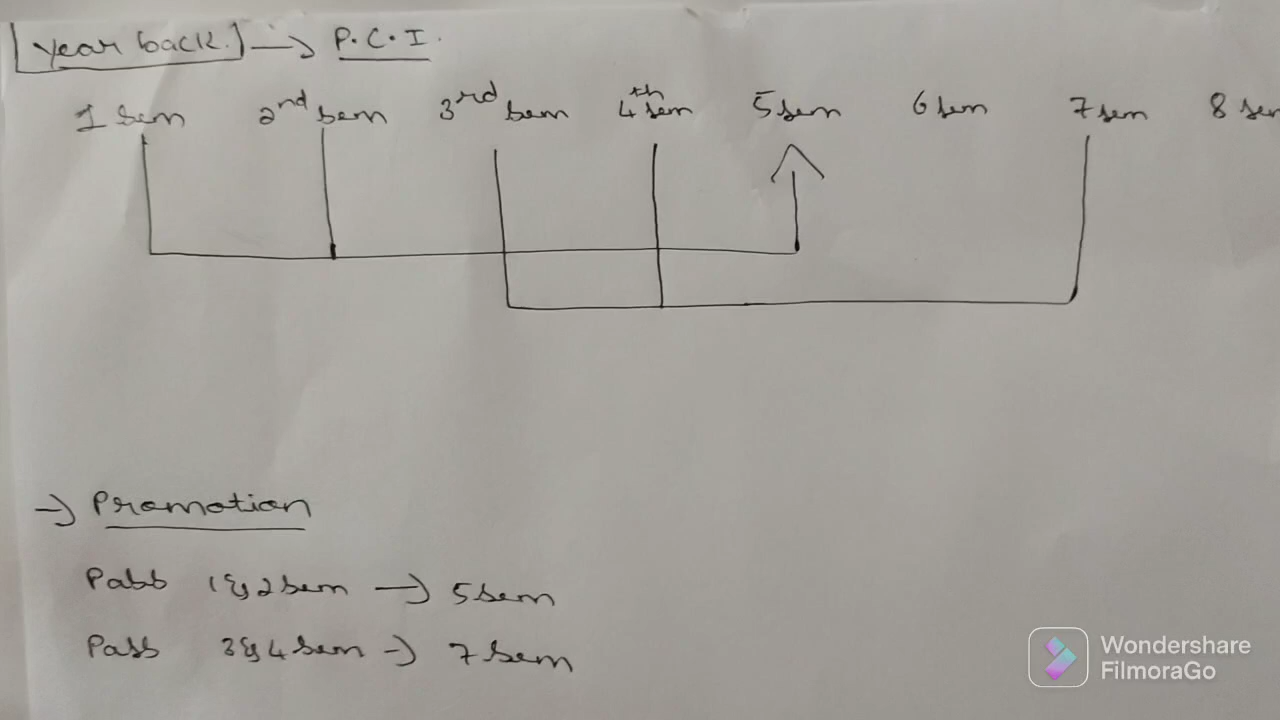 Year back. → P.C.I.
1 Sem 2nd sem 3rd sem 4th sem 5 sem 6 sem 7 sem 8 sem
→ Promotion
Pass 1 & 2 sem → 5 sem
Pass 3 & 4 sem → 7 sem
Wondershare
FilmoraGo